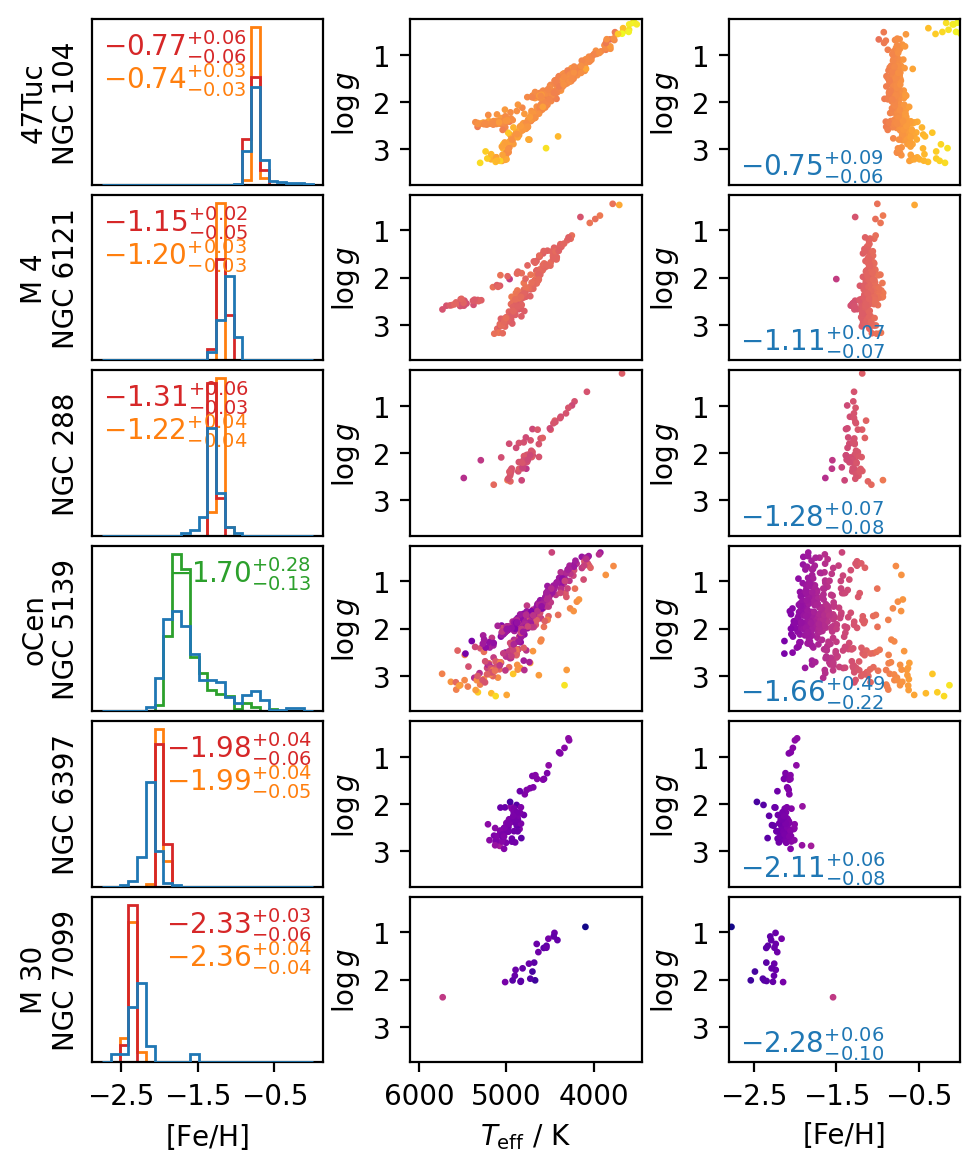 47Tuc
NGC 104
−0.77 +0.06 −0.06
−0.74 +0.03 −0.03
log g
1
2
3
log g
1
2
3
−0.75 +0.09 −0.06
M 4
NGC 6121
−1.15 +0.02 −0.05
−1.20 +0.03 −0.03
log g
1
2
3
log g
1
2
3
−1.11 +0.07 −0.07
NGC 288
−1.31 +0.06 −0.03
−1.22 +0.04 −0.04
log g
1
2
3
log g
1
2
3
−1.28 +0.07 −0.08
oCen
NGC 5139
1.70 +0.28 −0.13
log g
1
2
3
log g
1
2
3
−1.66 +0.49 −0.22
NGC 6397
−1.98 +0.04 −0.06
−1.99 +0.04 −0.05
log g
1
2
3
log g
1
2
3
−2.11 +0.06 −0.08
M 30
NGC 7099
−2.33 +0.03 −0.06
−2.36 +0.04 −0.04
log g
1
2
3
log g
1
2
3
−2.28 +0.06 −0.10
−2.5 −1.5 −0.5
[Fe/H]
6000 5000 4000
Teff / K
−2.5 −1.5 −0.5
[Fe/H]